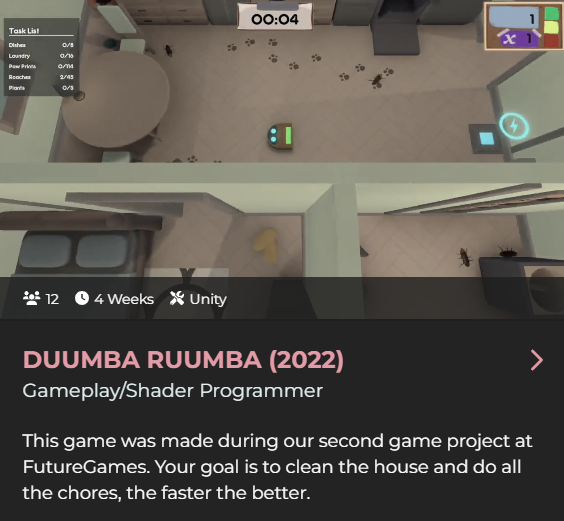 00:04
1
x 1
Task List
Dishes 0/8
Laundry 0/16
Paw Prints 0/114
Roaches 2/45
Plants 0/5
12 4 Weeks Unity
DUUMBA RUUMBA (2022)
Gameplay/Shader Programmer
This game was made during our second game project at
FutureGames. Your goal is to clean the house and do all
the chores, the faster the better.